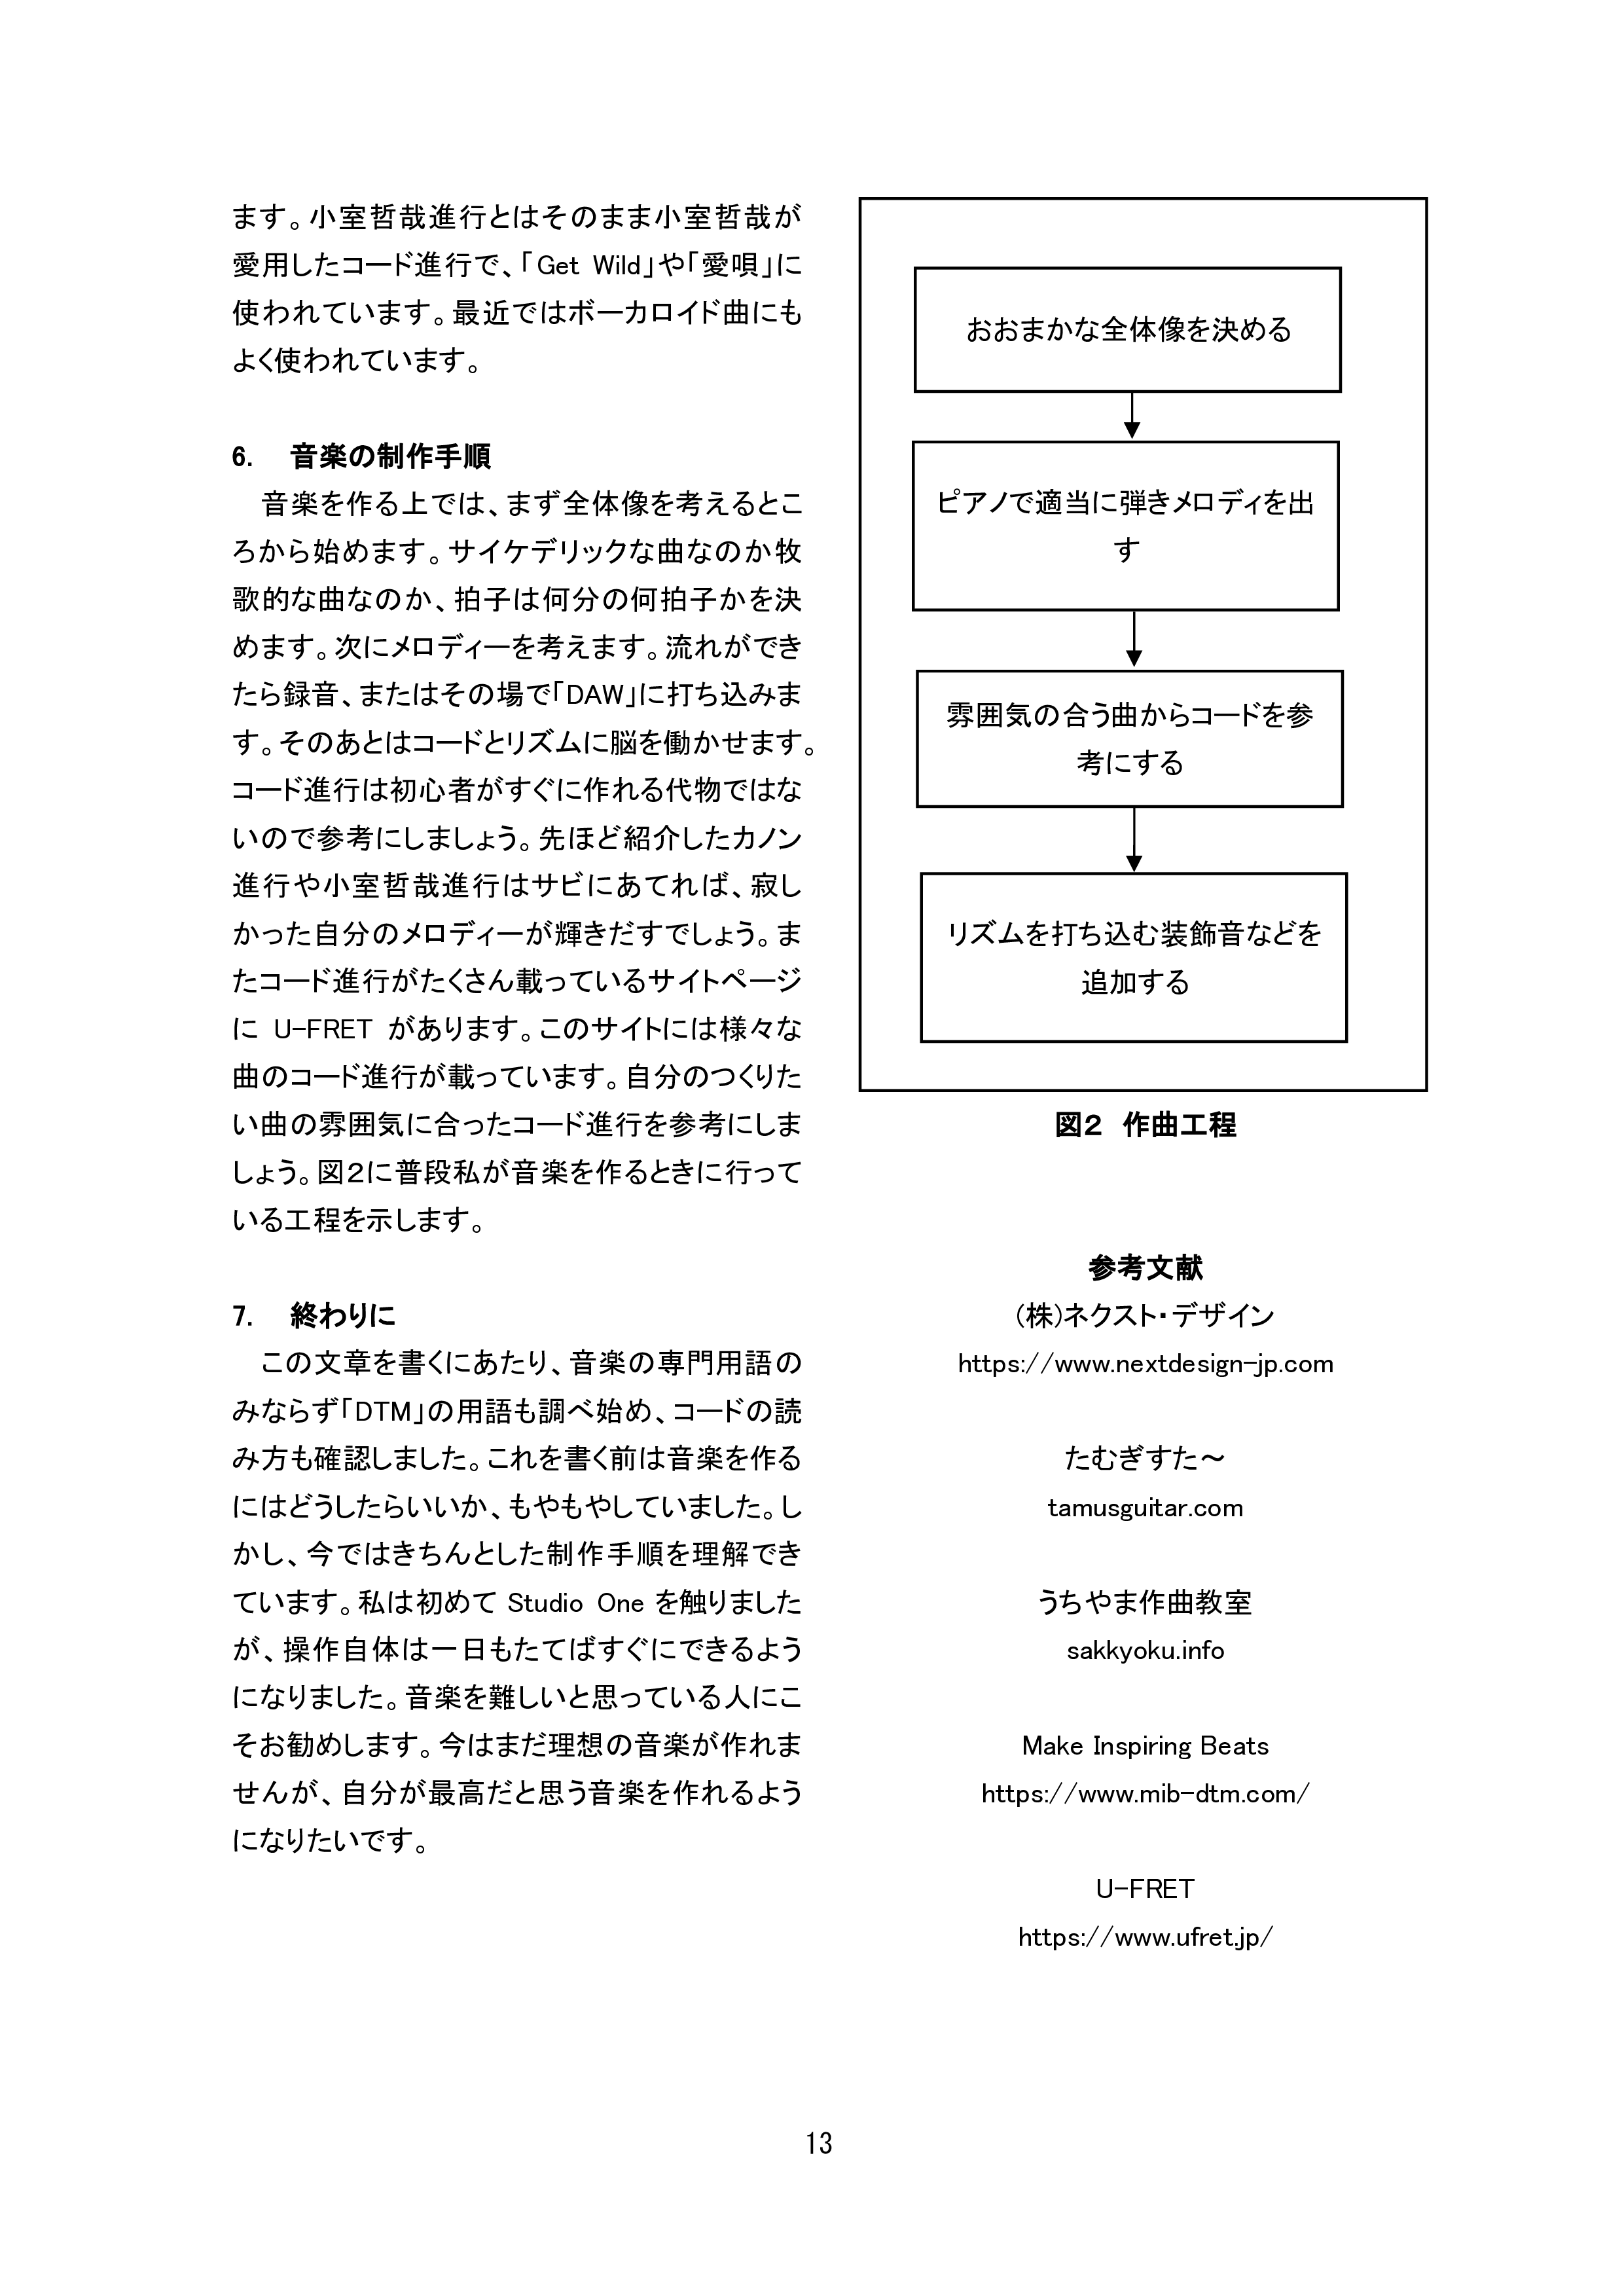 ます。小室哲哉進行とはそのまま小室哲哉が
愛用したコード進行で、「Get Wild」や「愛唄」に
使われています。最近ではボーカロイド曲にも
よく使われています。
6. 音楽の制作手順
音楽を作る上では、まず全体像を考えるとこ
ろから始めます。サイケデリックな曲なのか牧
歌的な曲なのか、拍子は何分の何拍子かを決
めます。次にメロディーを考えます。流れができ
たら録音、またはその場で「DAW」に打ち込みま
す。そのあとはコードとリズムに脳を働かせます。
コード進行は初心者がすぐに作れる代物ではな
いので参考にしましょう。先ほど紹介したカノン
進行や小室哲哉進行はサビにあてれば、寂し
かった自分のメロディーが輝きだすでしょう。ま
たコード進行がたくさん載っているサイトページ
に U-FRET があります。このサイトには様々な
曲のコード進行が載っています。自分のつくりた
い曲の雰囲気に合ったコード進行を参考にしま
しょう。図2に普段私が音楽を作るときに行って
いる工程を示します。
7. 終わりに
この文章を書くにあたり、音楽の専門用語の
みならず「DTM」の用語も調べ始め、コードの読
み方も確認しました。これを書く前は音楽を作る
にはどうしたらいいか、もやもやしていました。し
かし、今ではきちんとした制作手順を理解でき
ています。私は初めて Studio One を触りました
が、操作自体は一日もたてばすぐにできるよう
になりました。音楽を難しいと思っている人にこ
そお勧めします。今はまだ理想の音楽が作れま
せんが、自分が最高だと思う音楽を作れるよう
になりたいです。
おおまかな全体像を決める
ピアノで適当に弾きメロディを出
す
雰囲気の合う曲からコードを参
考にする
リズムを打ち込む装飾音などを
追加する
図2 作曲工程
参考文献
(株)ネクスト・デザイン
https://www.nextdesign-jp.com
たむぎすた～
tamusguitar.com
うちやま作曲教室
sakkyoku.info
Make Inspiring Beats
https://www.mib-dtm.com/
U-FRET
https://www.ufret.jp/
13